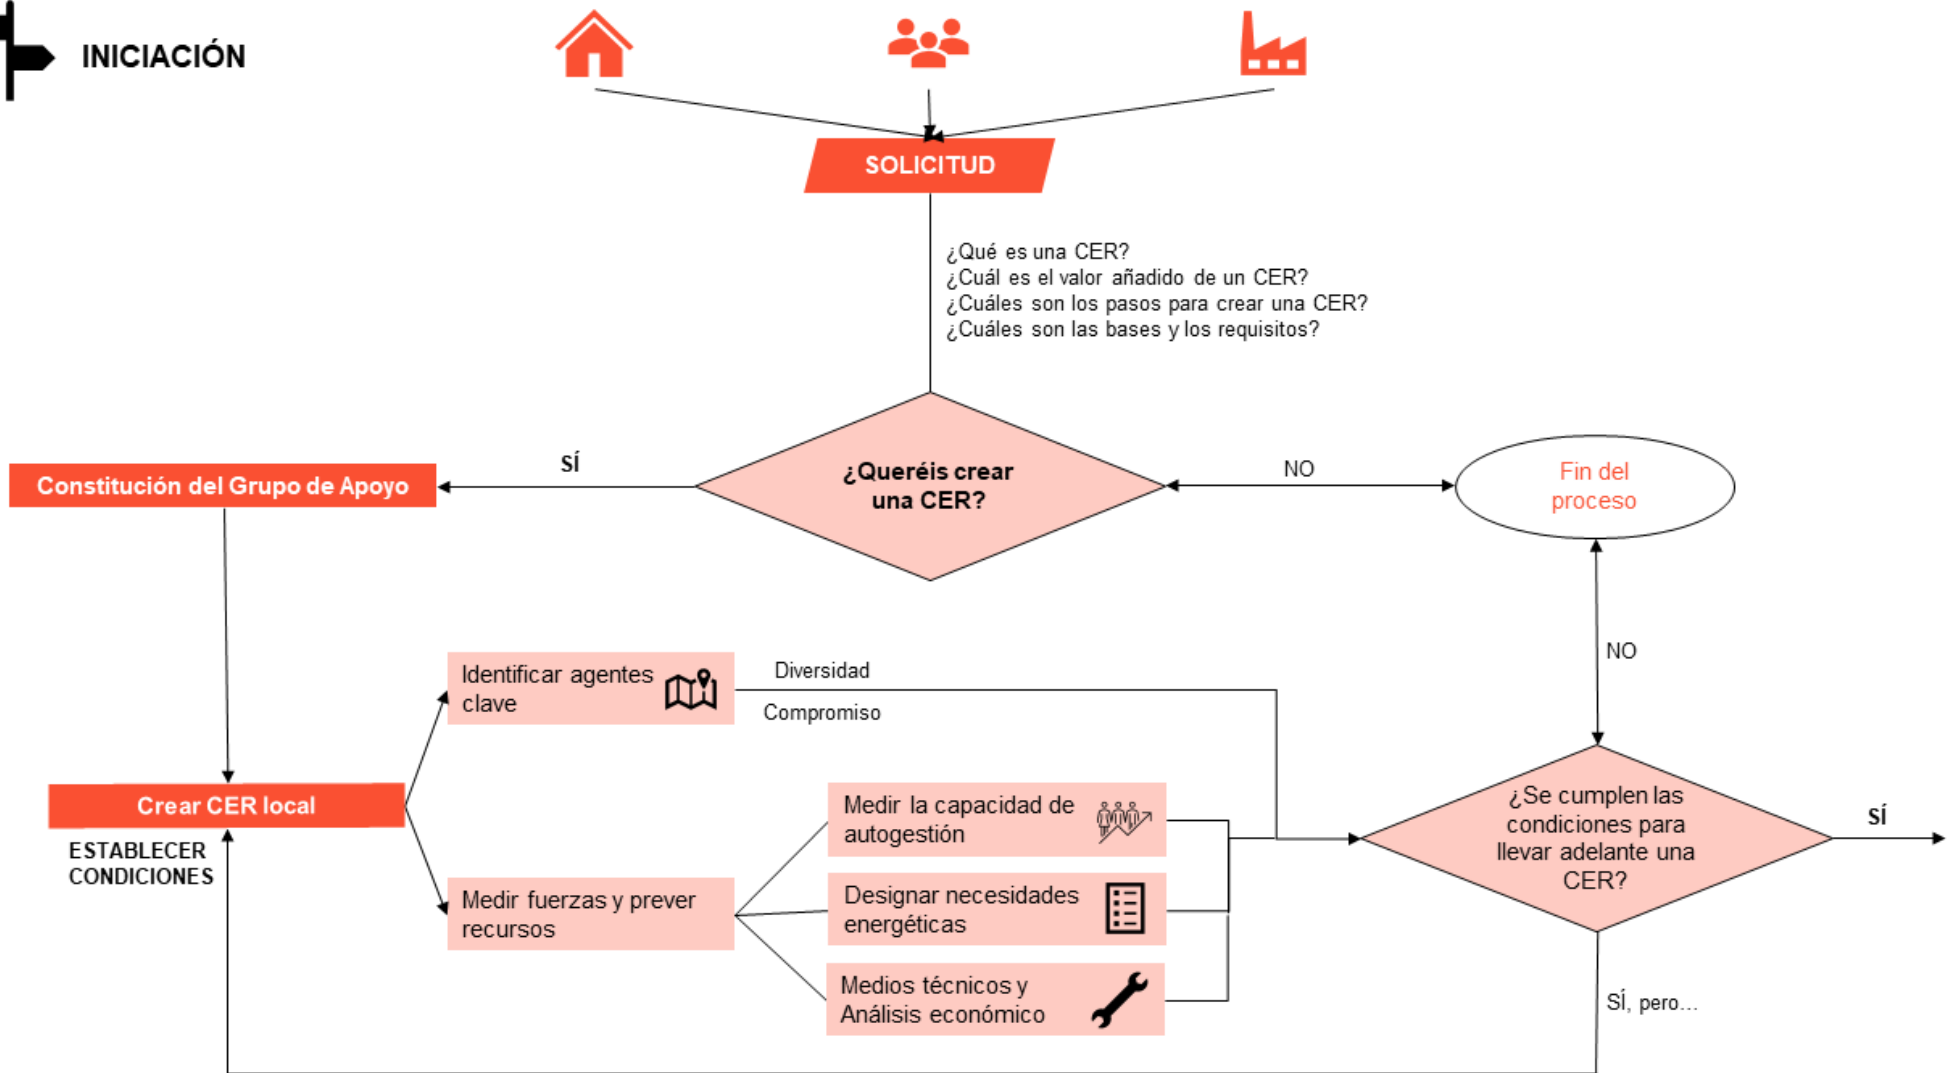 INICIACIÓN
SOLICITUD
¿Qué es una CER?
¿Cuál es el valor añadido de un CER?
¿Cuáles son los pasos para crear una CER?
¿Cuáles son las bases y los requisitos?
SÍ
¿Queréis crear
una CER?
NO
Fin del
proceso
Constitución del Grupo de Apoyo
NO
Identificar agentes
clave
Diversidad
Compromiso
Crear CER local
ESTABLECER
CONDICIONES
Medir la capacidad de
autogestión
¿Se cumplen las
condiciones para
llevar adelante una
CER?
SÍ
Medir fuerzas y prever
recursos
Designar necesidades
energéticas
Medios técnicos y
Análisis económico
SÍ, pero...